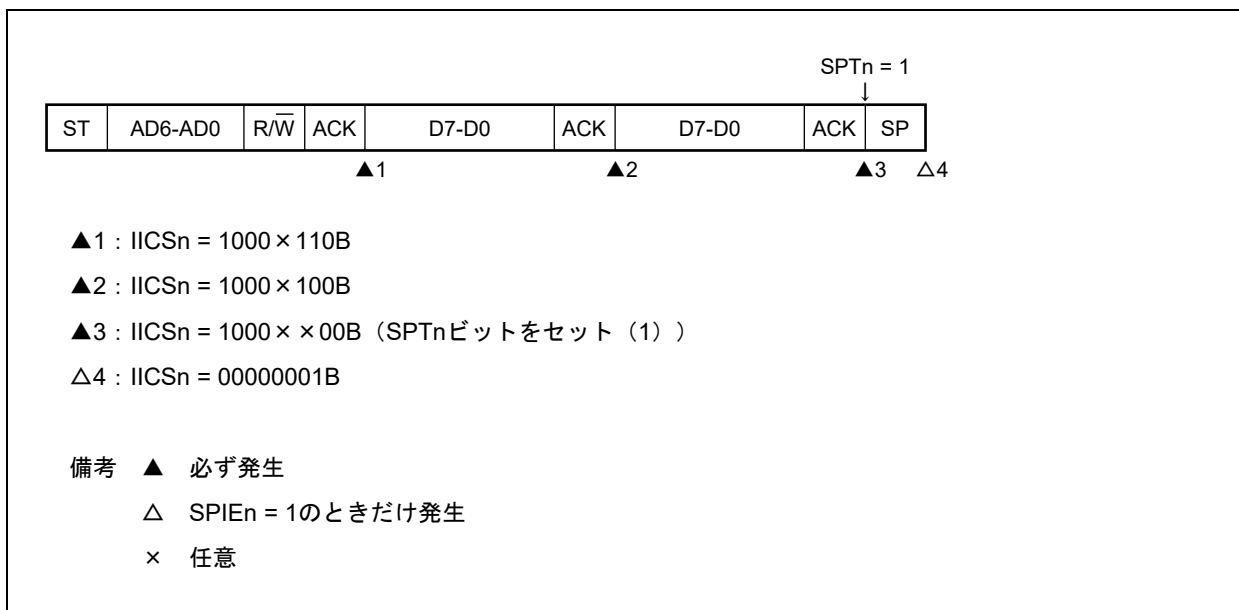 SPTn = 1
↓
ST AD6-AD0 R/W̅ ACK D7-D0 ACK D7-D0 ACK SP
▲1 ▲2 ▲3 △4
▲1：IICSn = 1000×110B
▲2：IICSn = 1000×100B
▲3：IICSn = 1000××00B（SPTnビットをセット（1））
△4：IICSn = 00000001B
備考 ▲ 必ず発生
△ SPIEn = 1のときだけ発生
× 任意